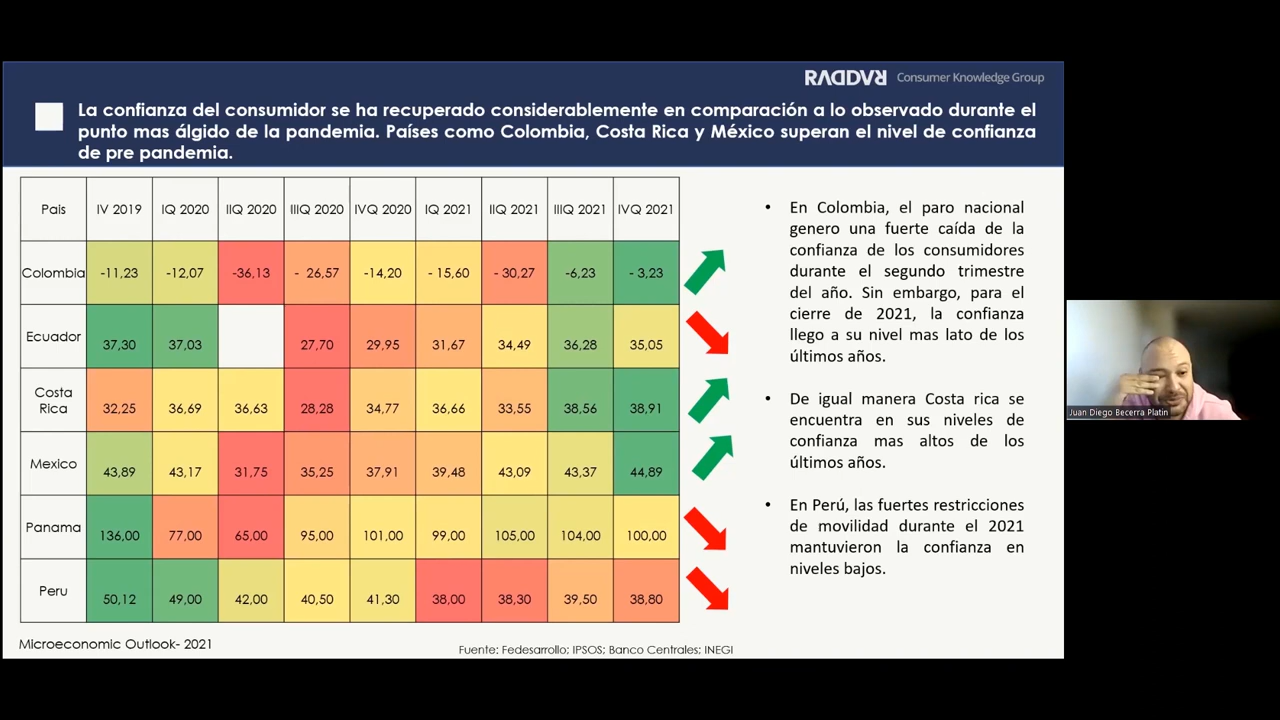 RADDAR Consumer Knowledge Group
La confianza del consumidor se ha recuperado considerablemente en comparación a lo observado durante el
punto mas álgido de la pandemia. Países como Colombia, Costa Rica y México superan el nivel de confianza
de pre pandemia.
Pais IV 2019 IQ 2020 IIQ 2020 IIIQ 2020 IVQ 2020 IQ 2021 IIQ 2021 IIIQ 2021 IVQ 2021
Colombia -11,23 -12,07 -36,13 - 26,57 -14,20 - 15,60 - 30,27 -6,23 - 3,23
Ecuador 37,30 37,03 27,70 29,95 31,67 34,49 36,28 35,05
Costa
Rica 32,25 36,69 36,63 28,28 34,77 36,66 33,55 38,56 38,91
Mexico 43,89 43,17 31,75 35,25 37,91 39,48 43,09 43,37 44,89
Panama 136,00 77,00 65,00 95,00 101,00 99,00 105,00 104,00 100,00
Peru 50,12 49,00 42,00 40,50 41,30 38,00 38,30 39,50 38,80
• En Colombia, el paro nacional
genero una fuerte caída de la
confianza de los consumidores
durante el segundo trimestre
del año. Sin embargo, para el
cierre de 2021, la confianza
llego a su nivel mas lato de los
últimos años.
• De igual manera Costa rica se
encuentra en sus niveles de
confianza mas altos de los
últimos años.
• En Perú, las fuertes restricciones
de movilidad durante el 2021
mantuvieron la confianza en
niveles bajos.
Microeconomic Outlook- 2021
Fuente: Fedesarrollo; IPSOS; Banco Centrales; INEGI
Juan Diego Becerra Platin